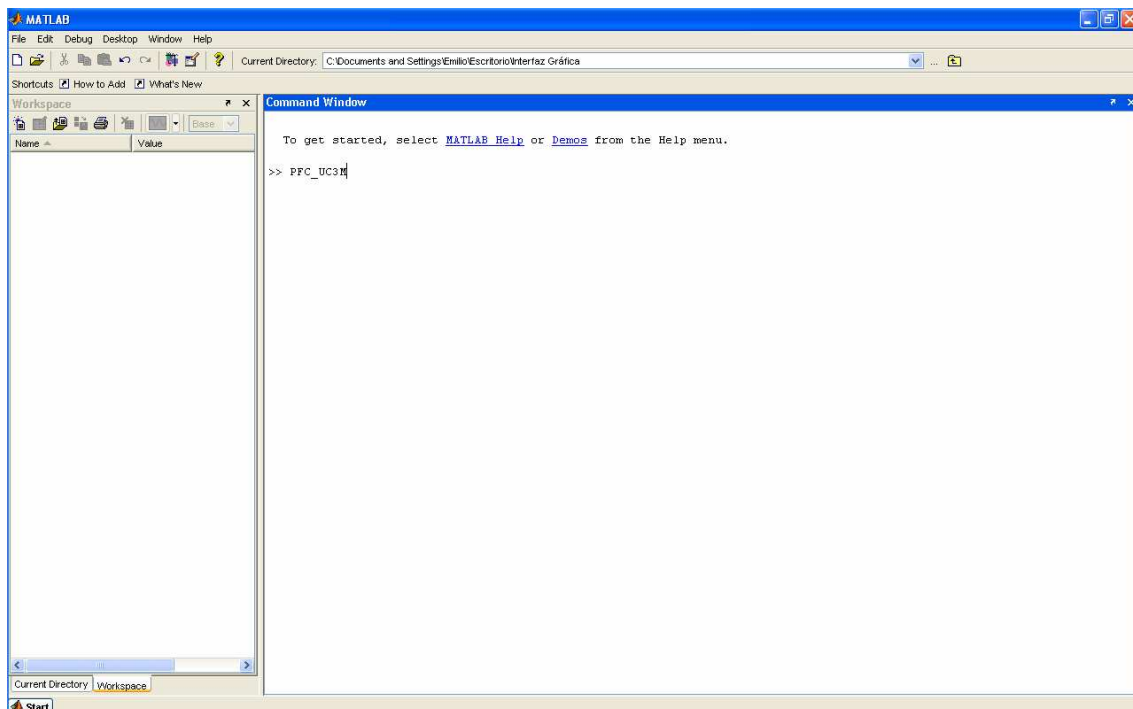 MATLAB
File Edit Debug Desktop Window Help
Current Directory: C:\Documents and Settings\Emilio\Escritorio\Interfaz Gráfica
...
Shortcuts How to Add What's New
Workspace
Base
Name Value
Command Window
To get started, select MATLAB Help or Demos from the Help menu.
>> PFC_UC3M
Current Directory Workspace
Start